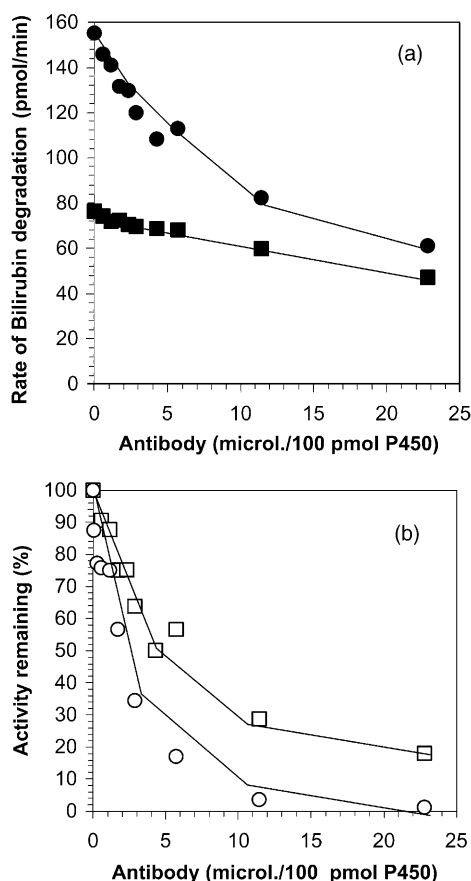 (a)
Rate of Bilirubin degradation (pmol/min)
160
140
120
100
80
60
40
20
0
0 5 10 15 20 25
Antibody (microl./100 pmol P450)
(b)
Activity remaining (%)
100
90
80
70
60
50
40
30
20
10
0
0 5 10 15 20 25
Antibody (microl./100 pmol P450)